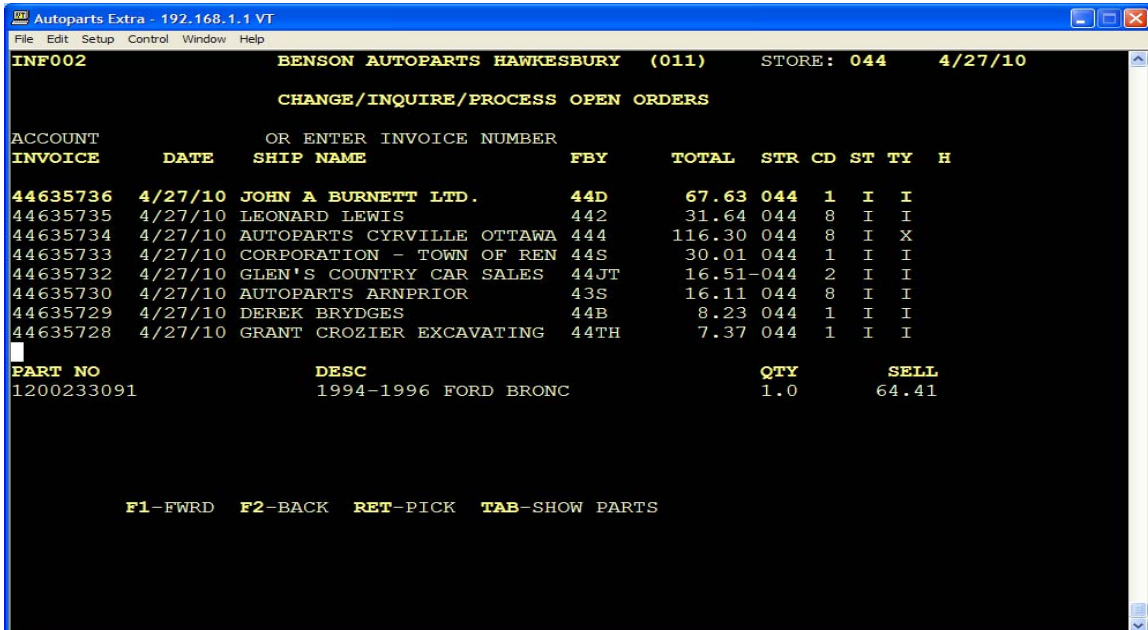 Autoparts Extra - 192.168.1.1 VT
File Edit Setup Control Window Help
INF002 BENSON AUTOPARTS HAWKESBURY (011) STORE: 044 4/27/10
CHANGE/INQUIRE/PROCESS OPEN ORDERS
ACCOUNT OR ENTER INVOICE NUMBER
INVOICE DATE SHIP NAME FBY TOTAL STR CD ST TY H
44635736 4/27/10 JOHN A BURNETT LTD. 44D 67.63 044 1 I I
44635735 4/27/10 LEONARD LEWIS 442 31.64 044 8 I I
44635734 4/27/10 AUTOPARTS CYRVILLE OTTAWA 444 116.30 044 8 I X
44635733 4/27/10 CORPORATION - TOWN OF REN 44S 30.01 044 1 I I
44635732 4/27/10 GLEN'S COUNTRY CAR SALES 44JT 16.51-044 2 I I
44635730 4/27/10 AUTOPARTS ARNPRIOR 43S 16.11 044 8 I I
44635729 4/27/10 DEREK BRYDGES 44B 8.23 044 1 I I
44635728 4/27/10 GRANT CROZIER EXCAVATING 44TH 7.37 044 1 I I
PART NO DESC QTY SELL
1200233091 1994-1996 FORD BRONC 1.0 64.41
F1-FWRD F2-BACK RET-PICK TAB-SHOW PARTS